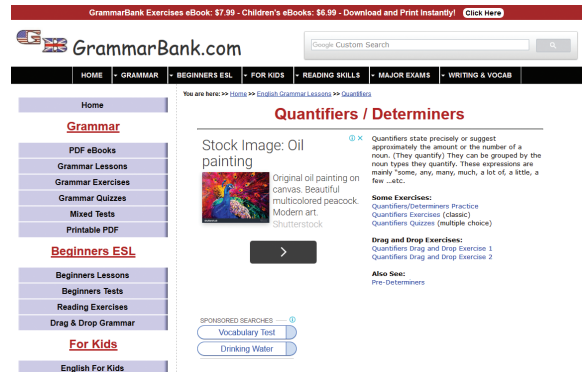 GrammarBank Exercises eBook: $7.99 - Children's eBooks: $6.99 - Download and Print Instantly! Click Here
GrammarBank.com
Google Custom Search
HOME GRAMMAR BEGINNERS ESL FOR KIDS READING SKILLS MAJOR EXAMS WRITING & VOCAB
You are here: >> Home >> English Grammar Lessons >> Quantifiers
Home
Grammar
PDF eBooks
Grammar Lessons
Grammar Exercises
Grammar Quizzes
Mixed Tests
Printable PDF
Beginners ESL
Beginners Lessons
Beginners Tests
Reading Exercises
Drag & Drop Grammar
For Kids
English For Kids
Quantifiers / Determiners
Stock Image: Oil
painting
Original oil painting on
canvas. Beautiful
multicolored peacock.
Modern art.
Shutterstock
SPONSORED SEARCHES
Vocabulary Test
Drinking Water
Quantifiers state precisely or suggest
approximately the amount or the number of a
noun. (They quantify) They can be grouped by the
noun types they quantify. These expressions are
mainly "some, any, many, much, a lot of, a little, a
few ...etc.
Some Exercises:
Quantifiers/Determiners Practice
Quantifiers Exercises (classic)
Quantifiers Quizzes (multiple choice)
Drag and Drop Exercises:
Quantifiers Drag and Drop Exercise 1
Quantifiers Drag and Drop Exercise 2
Also See:
Pre-Determiners